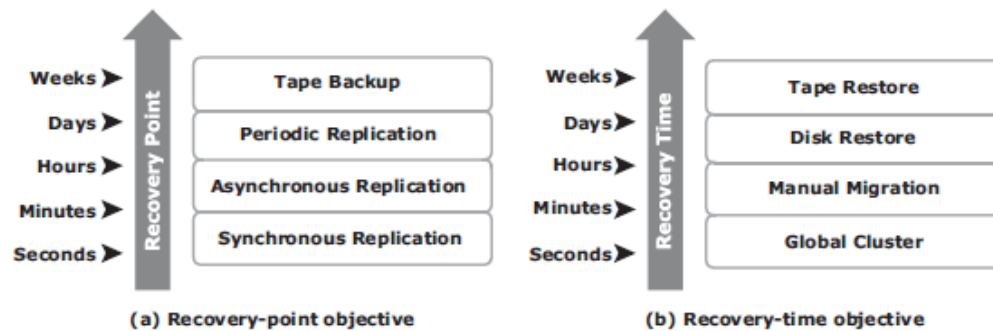 Weeks
Days
Hours
Minutes
Seconds
Recovery Point
Tape Backup
Periodic Replication
Asynchronous Replication
Synchronous Replication
(a) Recovery-point objective
Weeks
Days
Hours
Minutes
Seconds
Recovery Time
Tape Restore
Disk Restore
Manual Migration
Global Cluster
(b) Recovery-time objective